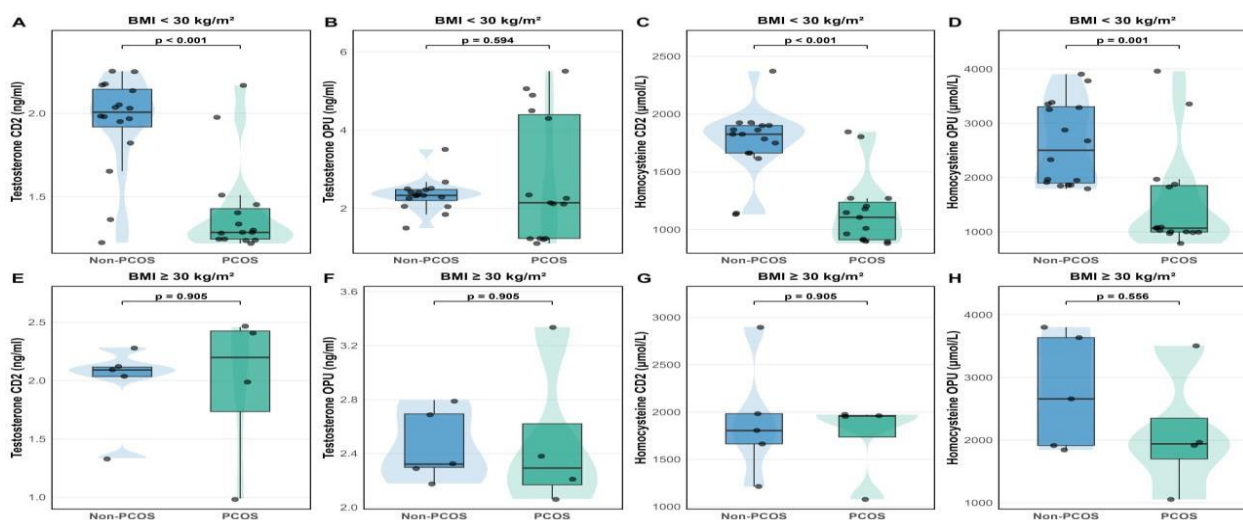 A BMI < 30 kg/m² B BMI < 30 kg/m² C BMI < 30 kg/m² D BMI < 30 kg/m²
p < 0.001 p = 0.594 p < 0.001 p = 0.001
Testosterone CD2 (ng/ml)
2.0
1.5
Testosterone OPU (ng/ml)
6
4
2
Homocysteine CD2 (µmol/L)
2500
2000
1500
1000
Homocysteine OPU (µmol/L)
4000
3000
2000
1000
Non-PCOS PCOS Non-PCOS PCOS Non-PCOS PCOS Non-PCOS PCOS
E BMI ≥ 30 kg/m² F BMI ≥ 30 kg/m² G BMI ≥ 30 kg/m² H BMI ≥ 30 kg/m²
p = 0.905 p = 0.905 p = 0.905 p = 0.556
Testosterone CD2 (ng/ml)
2.5
2.0
1.5
1.0
Testosterone OPU (ng/ml)
3.6
3.2
2.8
2.4
2.0
Homocysteine CD2 (µmol/L)
3000
2000
1000
Homocysteine OPU (µmol/L)
4000
3000
2000
1000
Non-PCOS PCOS Non-PCOS PCOS Non-PCOS PCOS Non-PCOS PCOS